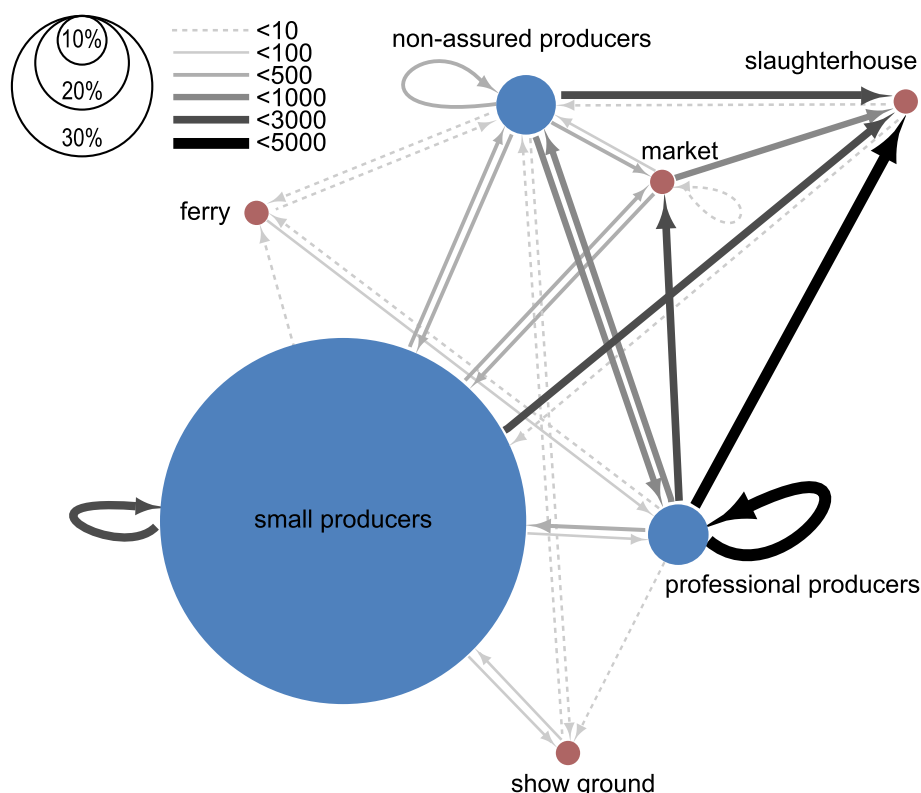 10%
20%
30%
<10
<100
<500
<1000
<3000
<5000
non-assured producers
slaughterhouse
market
ferry
small producers
professional producers
show ground